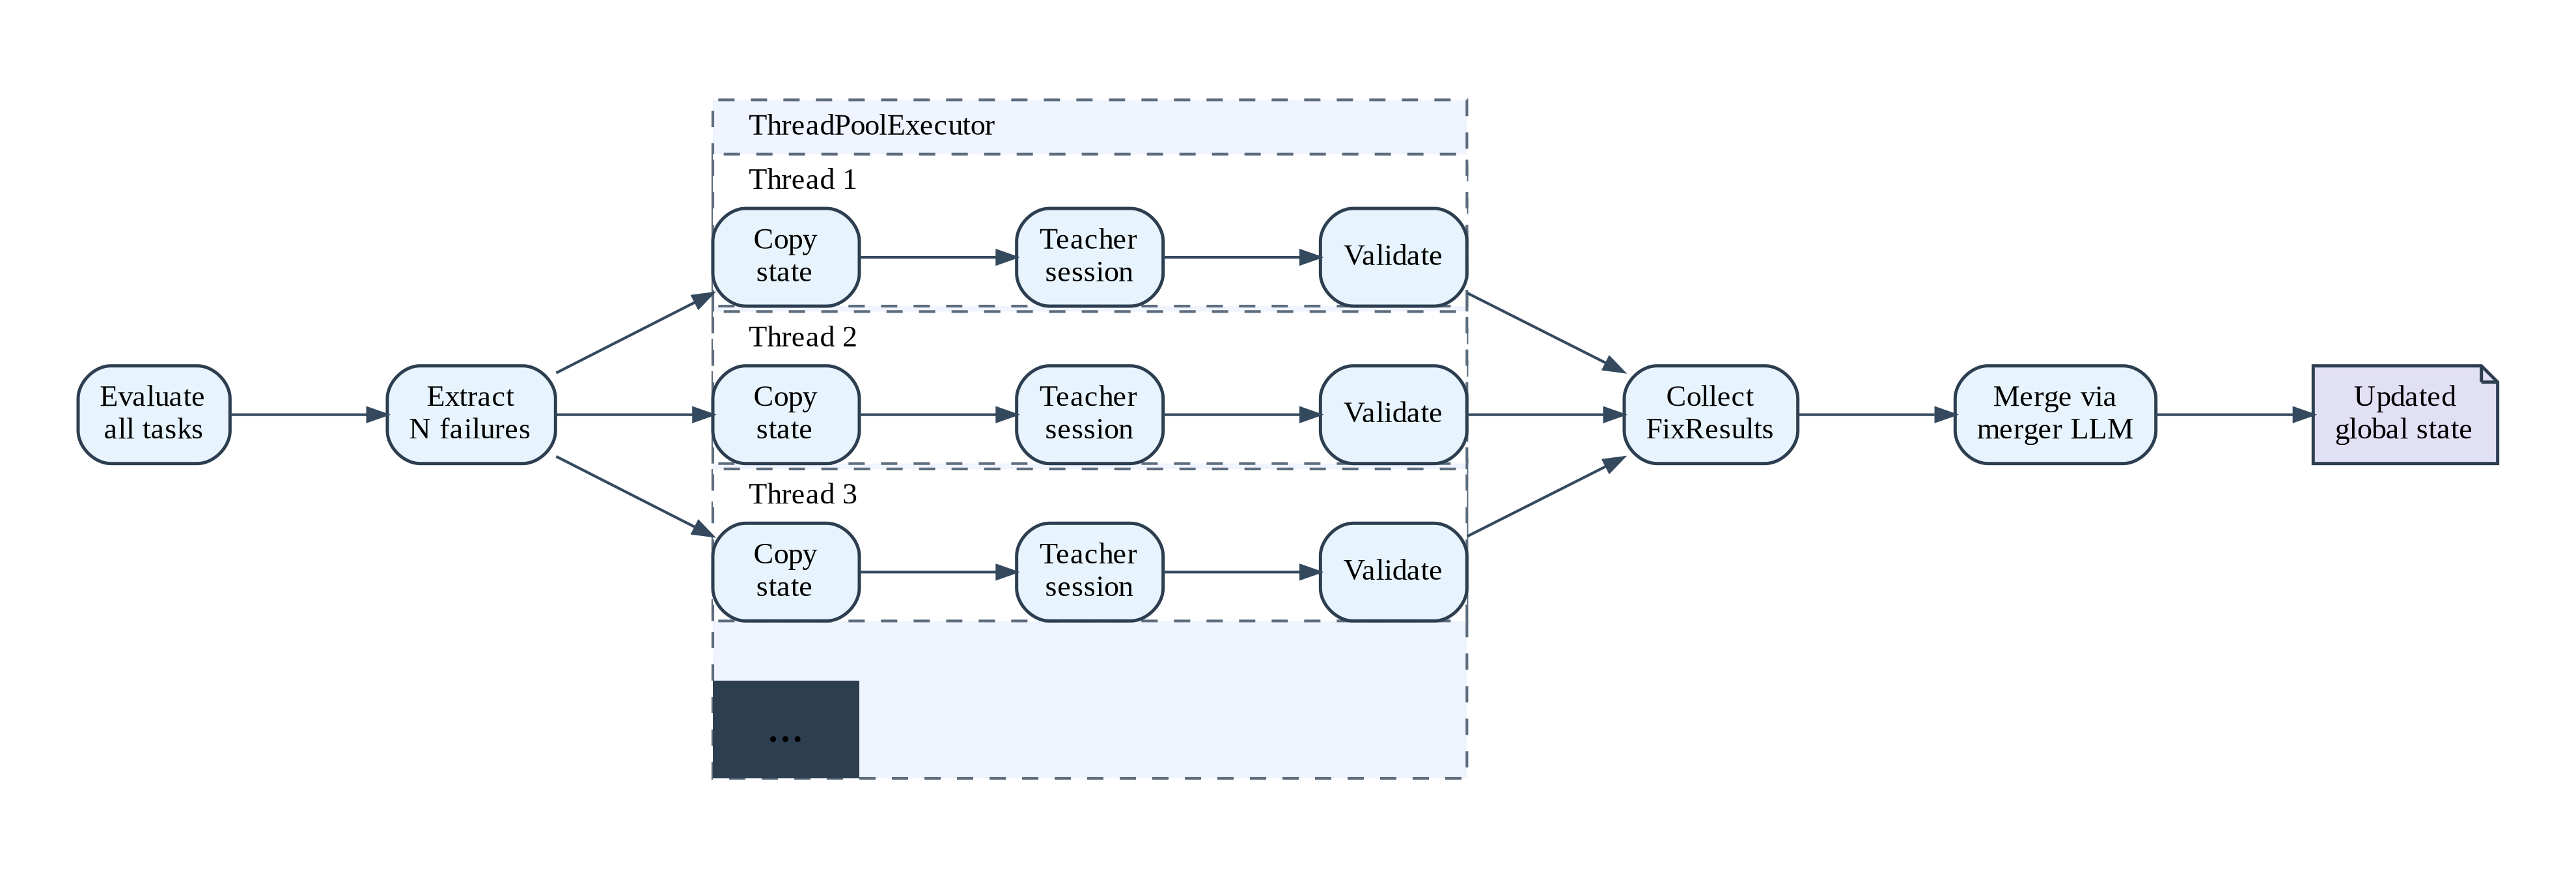 ThreadPoolExecutor
Thread 1
Copy
state
Teacher
session
Validate
Thread 2
Evaluate
all tasks
Extract
N failures
Copy
state
Teacher
session
Validate
Collect
FixResults
Merge via
merger LLM
Updated
global state
Thread 3
Copy
state
Teacher
session
Validate
...